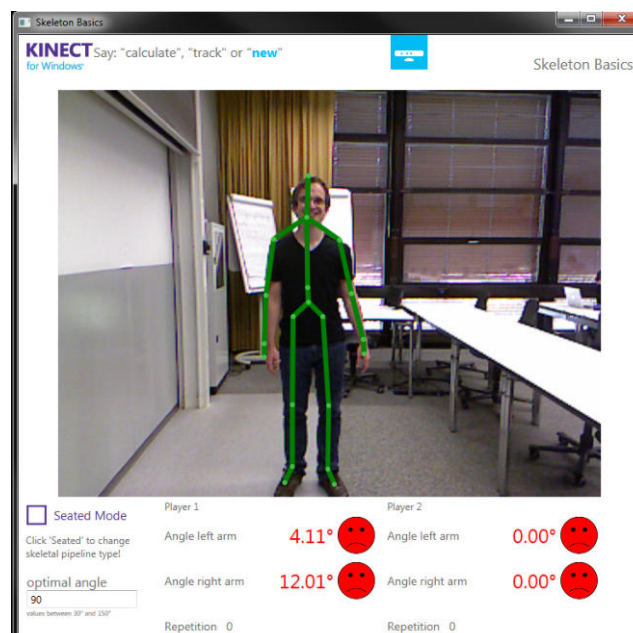 Skeleton Basics
KINECT
for Windows
Say: "calculate", "track" or "new"
Skeleton Basics
Seated Mode
Click 'Seated' to change
skeletal pipeline type!
optimal angle
90
values between 30° and 150°
Player 1
Angle left arm 4.11°
Angle right arm 12.01°
Repetition 0
Player 2
Angle left arm 0.00°
Angle right arm 0.00°
Repetition 0